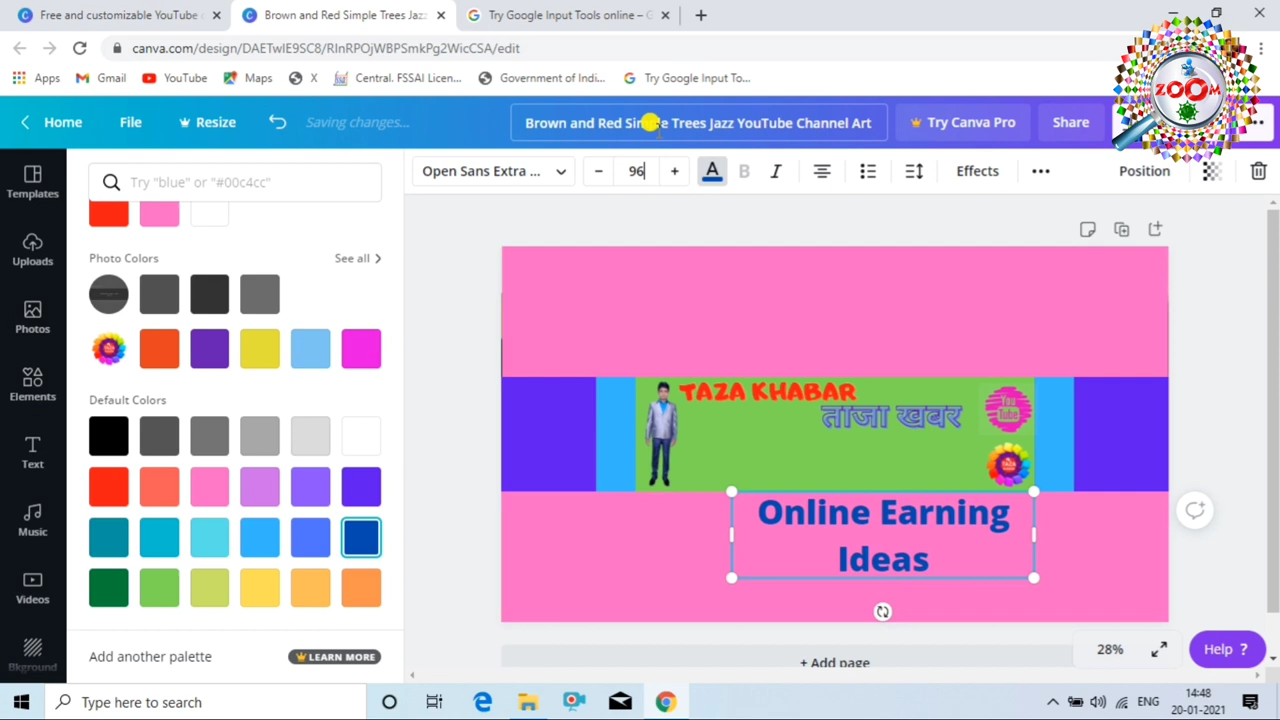 Free and customizable YouTube c
Brown and Red Simple Trees Jazz
Try Google Input Tools online – G
canva.com/design/DAETwIE9SC8/RInRPOjWBPSmkPg2WicCSA/edit
Apps
Gmail
YouTube
Maps
X
Central. FSSAI Licen...
Government of Indi...
Try Google Input To...
ZOOM
Home
File
Resize
Saving changes...
Brown and Red Simple Trees Jazz YouTube Channel Art
Try Canva Pro
Share
Templates
Uploads
Photos
Elements
Text
Music
Videos
Bkground
Try "blue" or "#00c4cc"
Open Sans Extra ...
96
A
B
I
Effects
Position
Photo Colors
See all
Default Colors
Add another palette
LEARN MORE
TAZA KHABAR
ताजा खबर
You
Tube
Online Earning
Ideas
+ Add page
28%
Help ?
Type here to search
ENG
14:48
20-01-2021